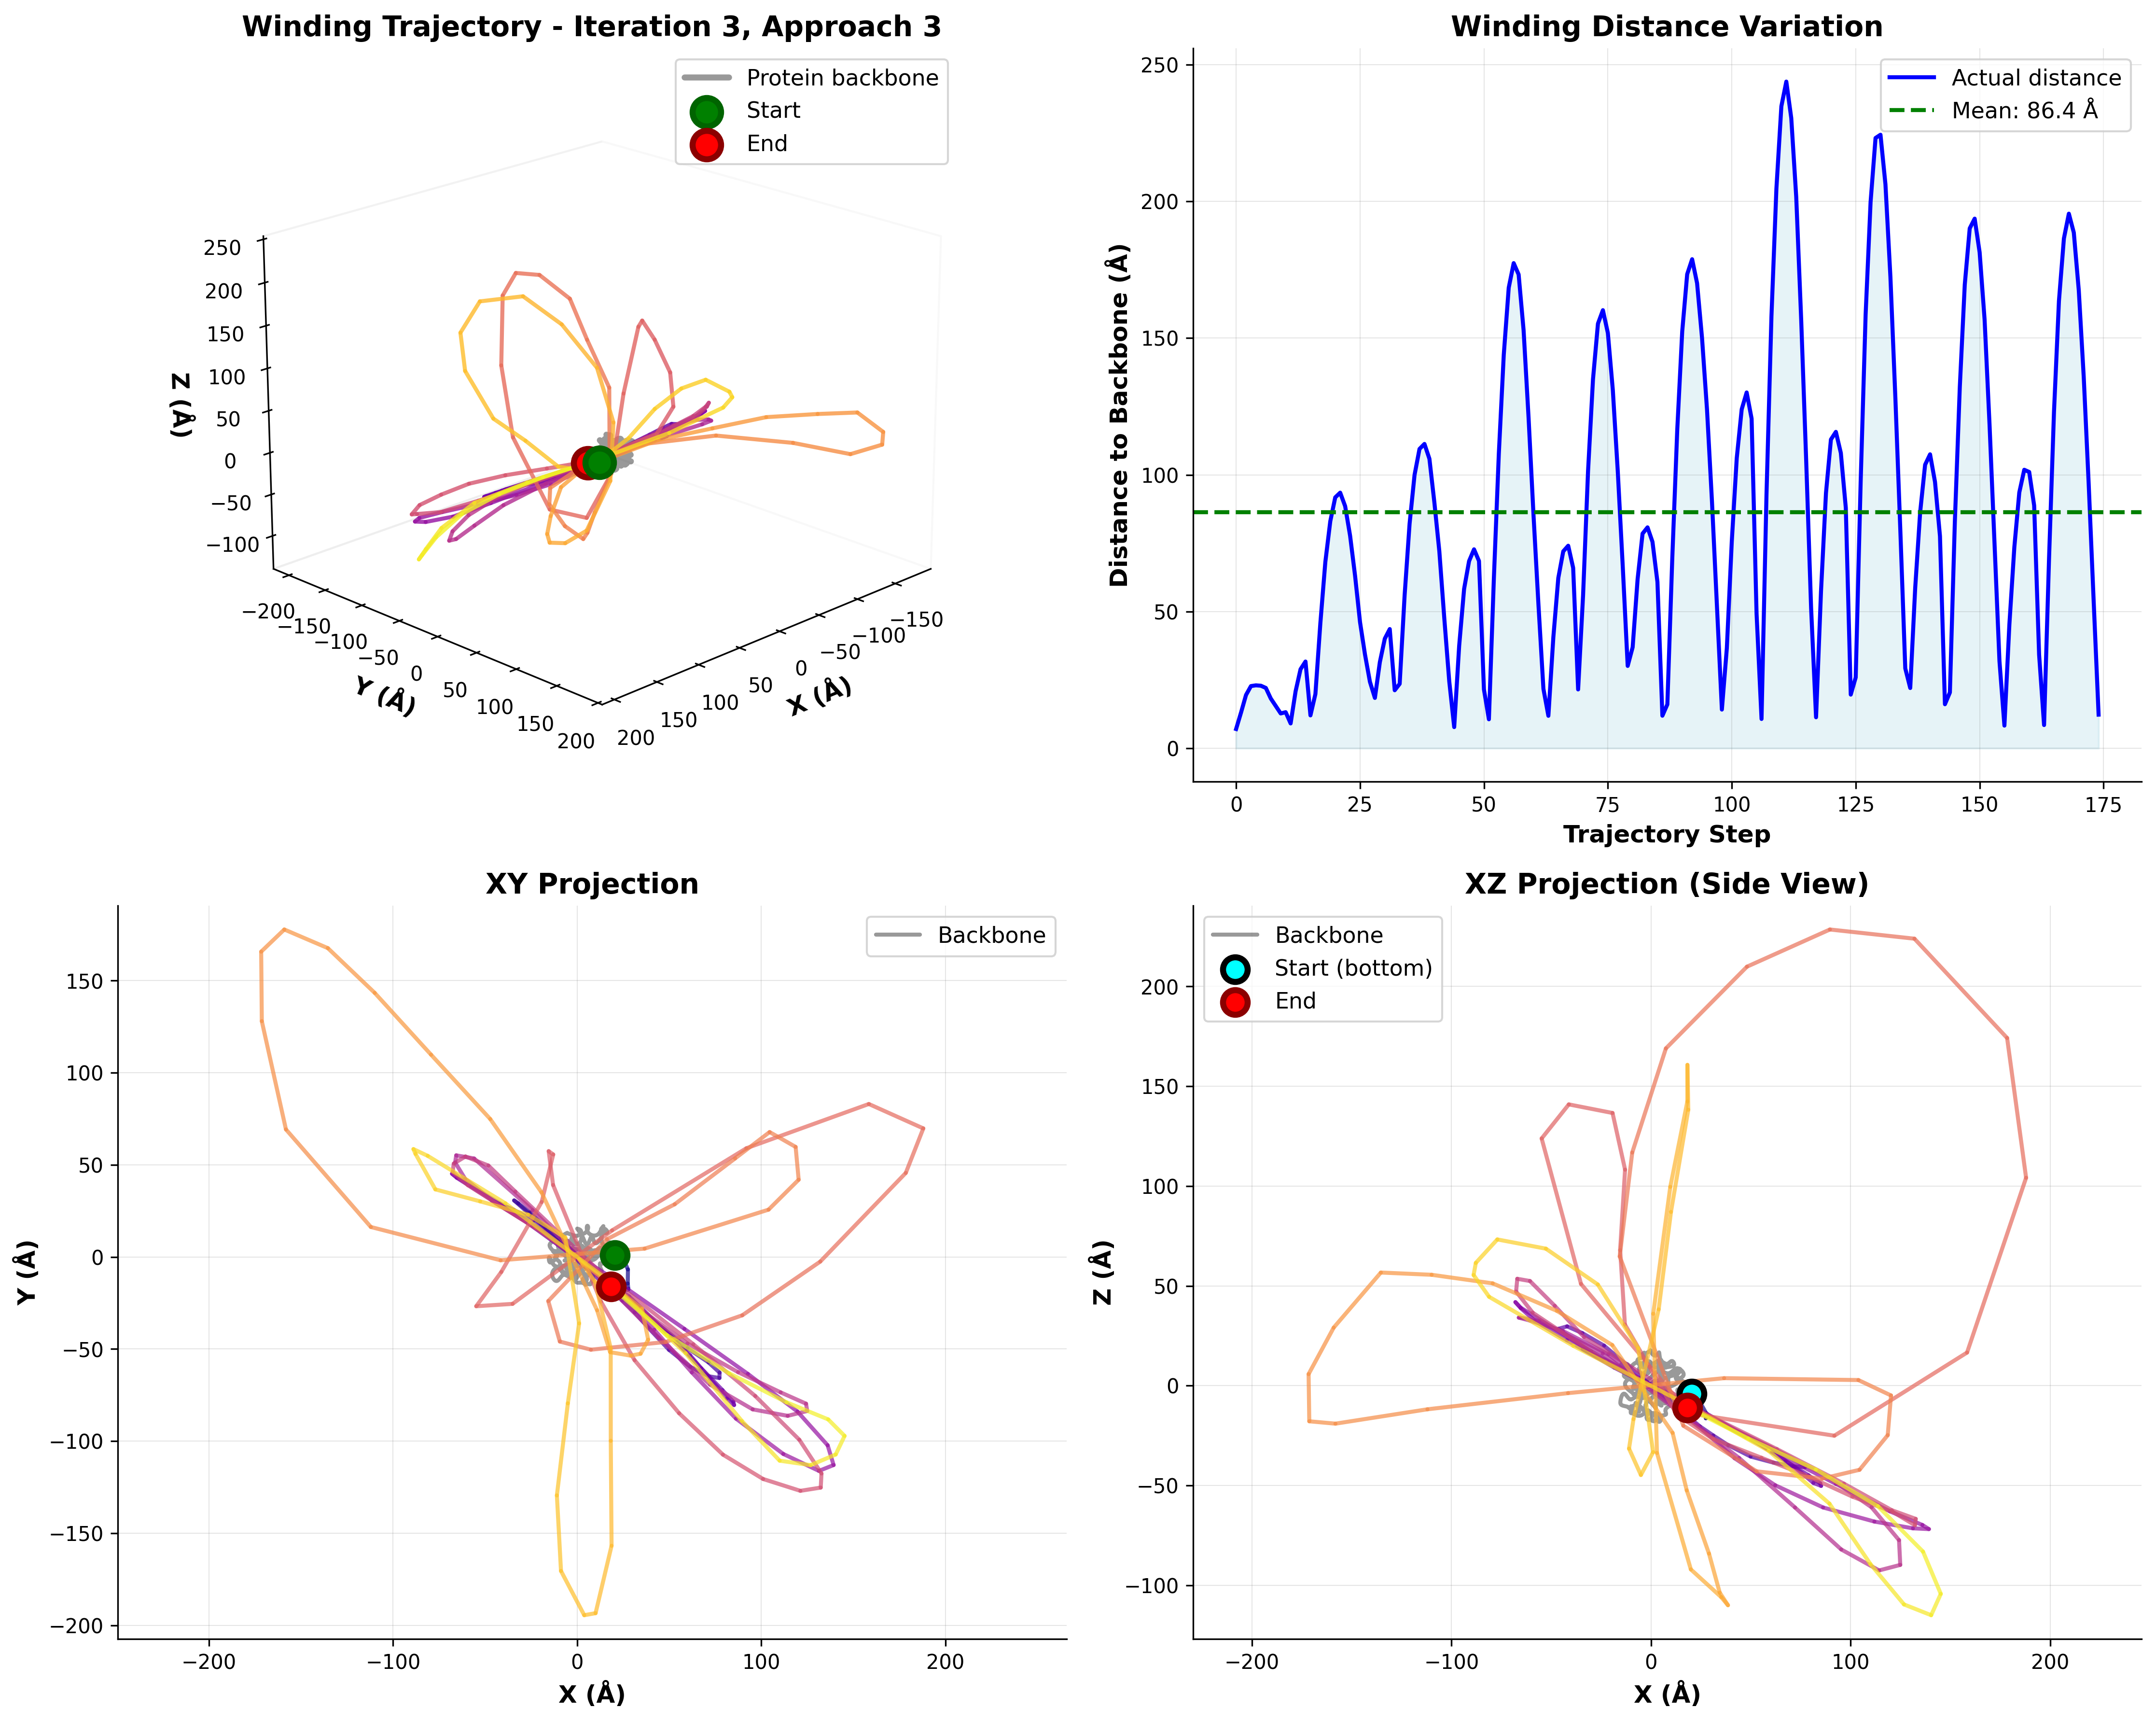 Winding Trajectory - Iteration 3, Approach 3
Protein backbone
Start
End
250
200
150
100
50
0
−50
−100
Z (Å)
−200
−150
−100
−50
0
50
100
150
200
Y (Å)
200
150
100
50
0
−50
−100
−150
X (Å)
Winding Distance Variation
Actual distance
Mean: 86.4 Å
250
200
150
100
50
0
Distance to Backbone (Å)
0 25 50 75 100 125 150 175
Trajectory Step
XY Projection
Backbone
150
100
50
0
−50
−100
−150
−200
Y (Å)
−200 −100 0 100 200
X (Å)
XZ Projection (Side View)
Backbone
Start (bottom)
End
200
150
100
50
0
−50
−100
Z (Å)
−200 −100 0 100 200
X (Å)